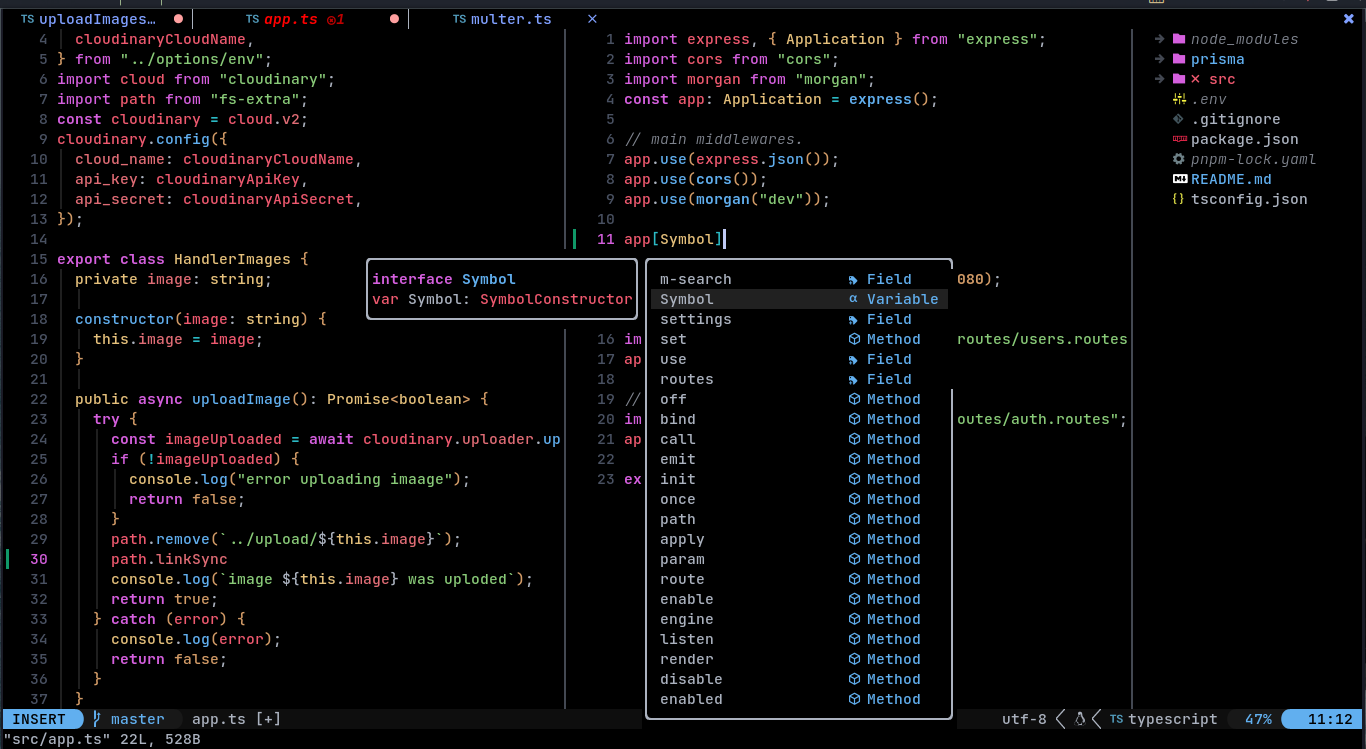 TS uploadImages… ● TS app.ts ⊗1 ● TS multer.ts ✕
4 cloudinaryCloudName,
5 } from "../options/env";
6 import cloud from "cloudinary";
7 import path from "fs-extra";
8 const cloudinary = cloud.v2;
9 cloudinary.config({
10 cloud_name: cloudinaryCloudName,
11 api_key: cloudinaryApiKey,
12 api_secret: cloudinaryApiSecret,
13 });
14
15 export class HandlerImages {
16 private image: string;
17
18 constructor(image: string) {
19 this.image = image;
20 }
21
22 public async uploadImage(): Promise<boolean> {
23 try {
24 const imageUploaded = await cloudinary.uploader.up
25 if (!imageUploaded) {
26 console.log("error uploading imaage");
27 return false;
28 }
29 path.remove(`../upload/${this.image}`);
30 path.linkSync
31 console.log(`image ${this.image} was uploded`);
32 return true;
33 } catch (error) {
34 console.log(error);
35 return false;
36 }
37 }
interface Symbol
var Symbol: SymbolConstructor
1 import express, { Application } from "express";
2 import cors from "cors";
3 import morgan from "morgan";
4 const app: Application = express();
5
6 // main middlewares.
7 app.use(express.json());
8 app.use(cors());
9 app.use(morgan("dev"));
10
11 app[Symbol]
080);
16 im routes/users.routes
17 ap
18
19 //
20 im outes/auth.routes";
21 ap
22
23 ex
m-search Field
Symbol α Variable
settings Field
set Method
use Field
routes Field
off Method
bind Method
call Method
emit Method
init Method
once Method
path Method
apply Method
param Method
route Method
enable Method
engine Method
listen Method
render Method
disable Method
enabled Method
node_modules
prisma
✕ src
.env
.gitignore
package.json
pnpm-lock.yaml
README.md
tsconfig.json
INSERT master app.ts [+] utf-8 TS typescript 47% 11:12
"src/app.ts" 22L, 528B